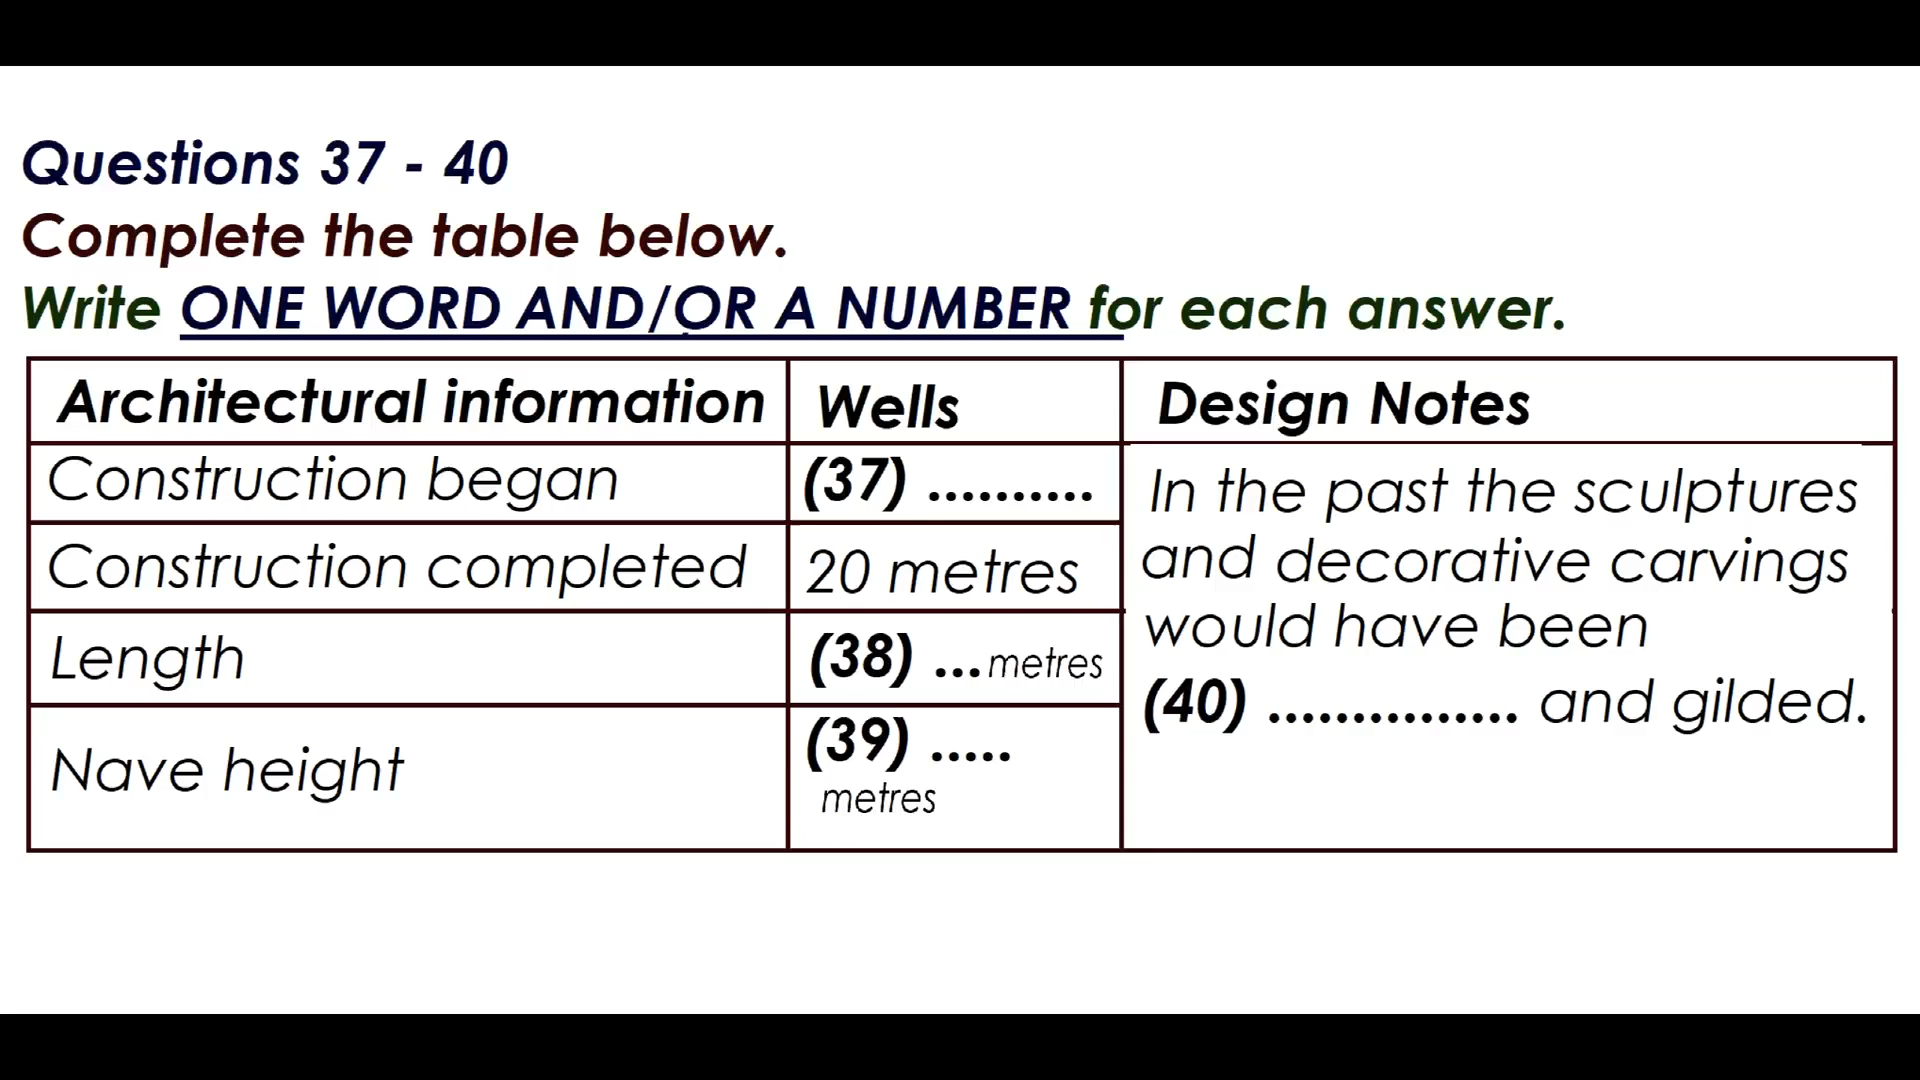 Questions 37 - 40
Complete the table below.
Write ONE WORD AND/OR A NUMBER for each answer.
Architectural information Wells Design Notes
Construction began (37) ..........
Construction completed 20 metres
Length (38) ... metres
Nave height (39) .....
metres
In the past the sculptures
and decorative carvings
would have been
(40) ............... and gilded.